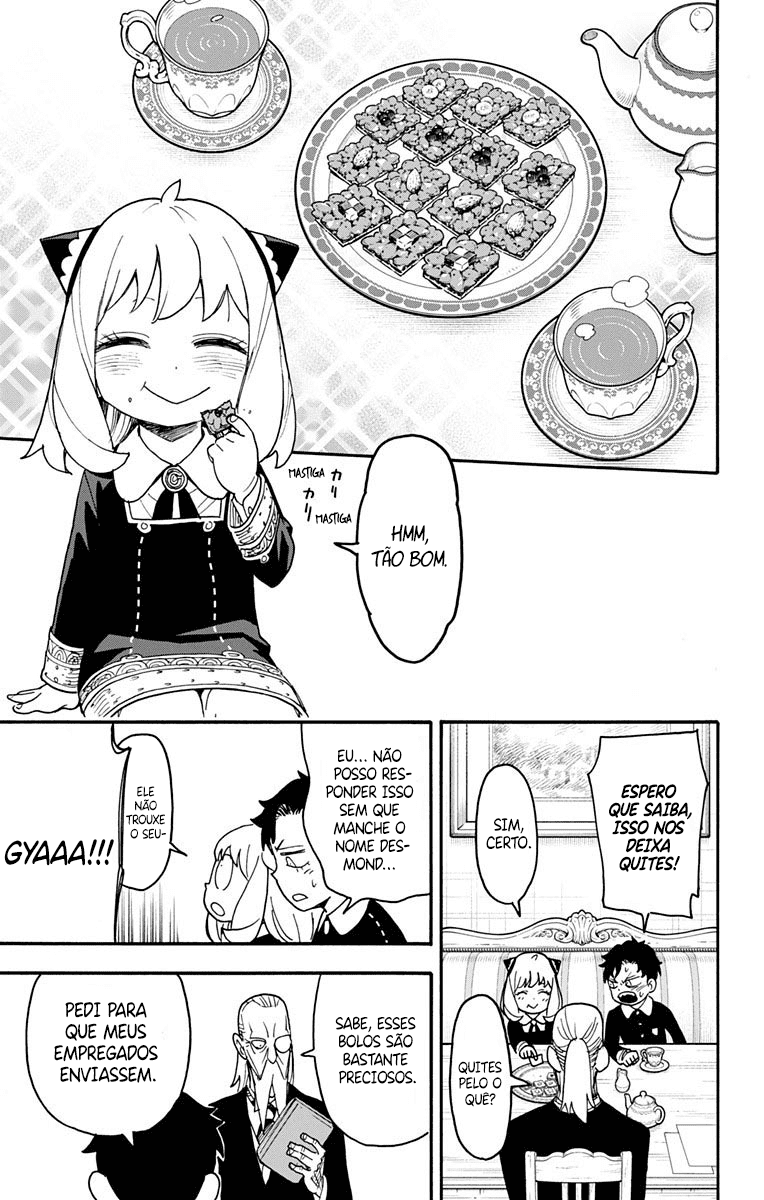 MASTIGA
カリ
カリ
MASTIGA
HMM,
TÃO BOM.
ESPERO
QUE SAIBA,
ISSO NOS
DEIXA
QUITES!
SIM,
CERTO.
QUITES
PELO O
QUÊ?
EU... NÃO
POSSO RES-
PONDER ISSO
SEM QUE
MANCHE O
NOME DES-
MOND...
ELE
NÃO
TROUXE
O SEU-
GYAAA!!!
SABE, ESSES
BOLOS SÃO
BASTANTE
PRECIOSOS.
PEDI PARA
QUE MEUS
EMPREGADOS
ENVIASSEM.